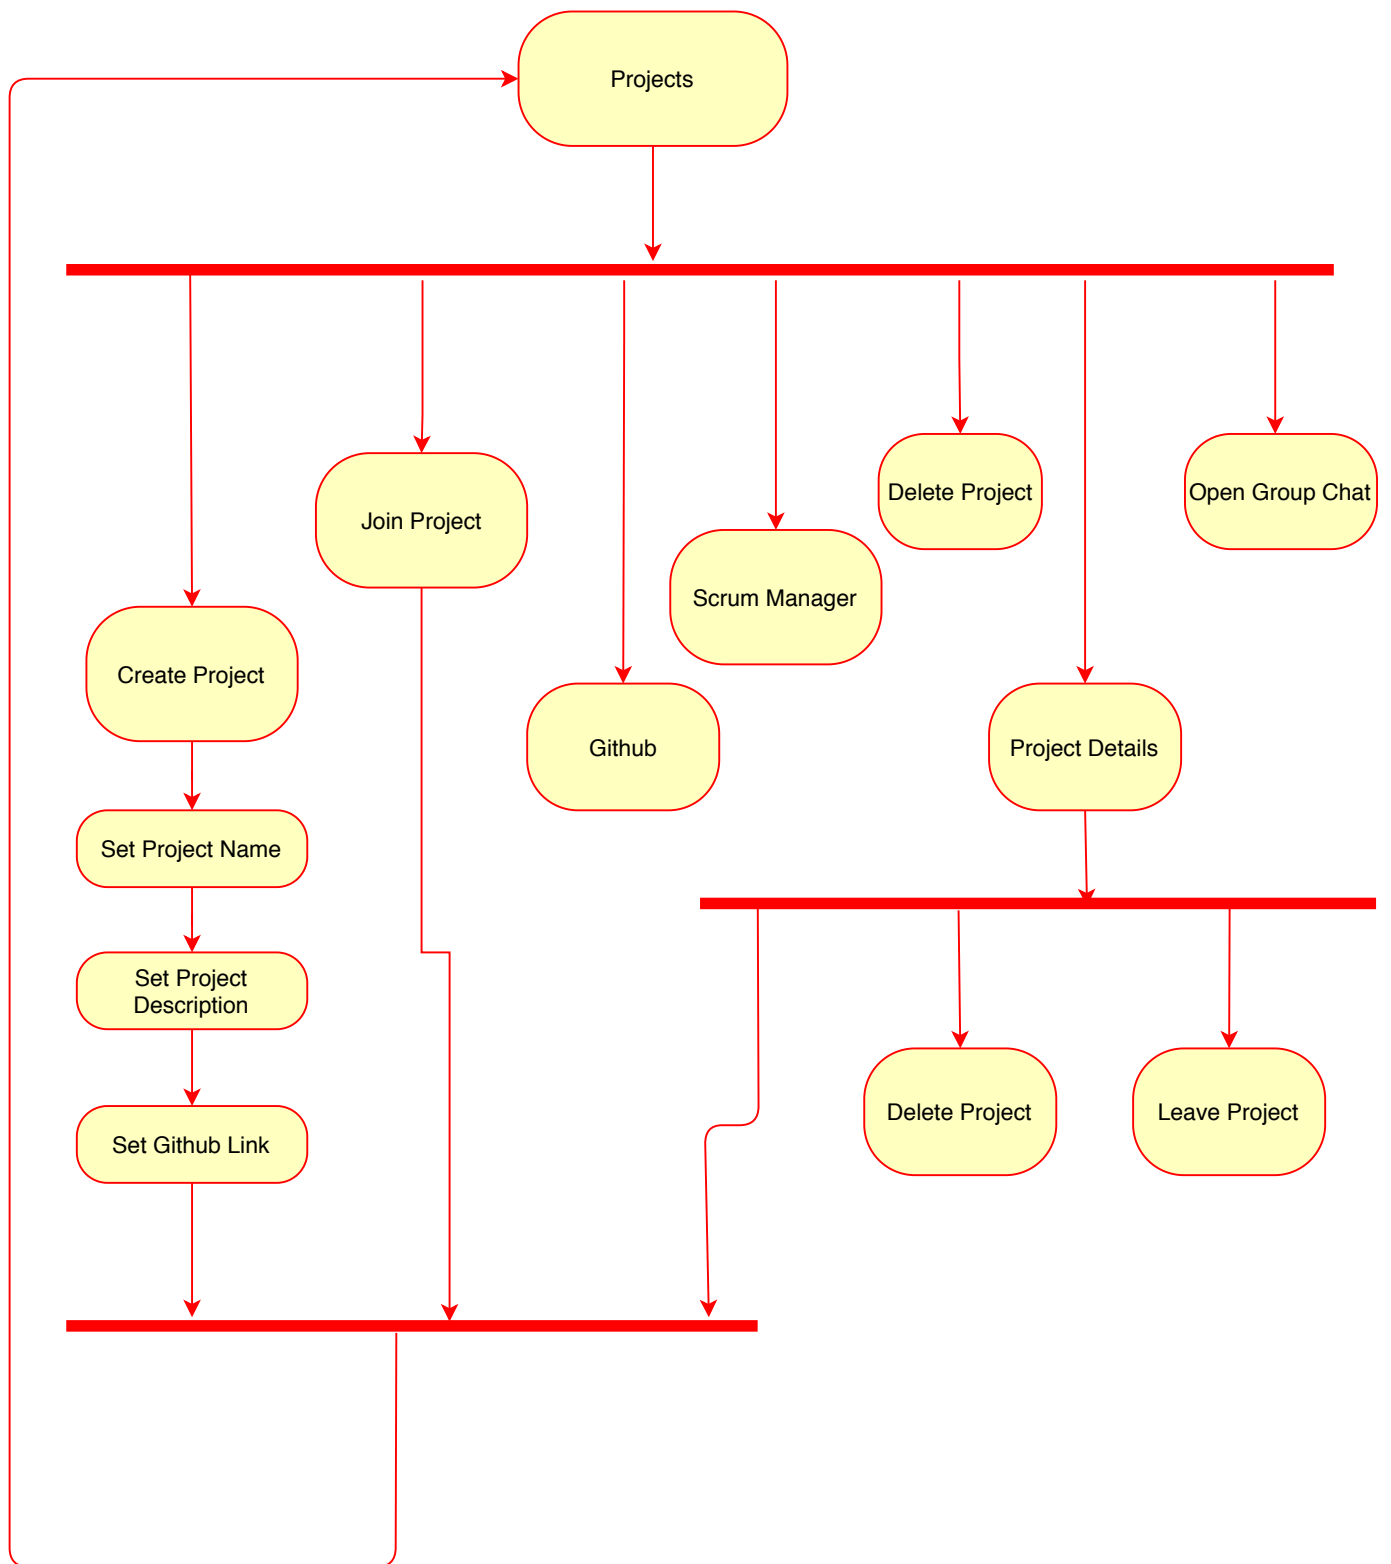 Projects
Delete Project
Open Group Chat
Join Project
Scrum Manager
Create Project
Github
Project Details
Set Project Name
Set Project
Description
Delete Project
Leave Project
Set Github Link